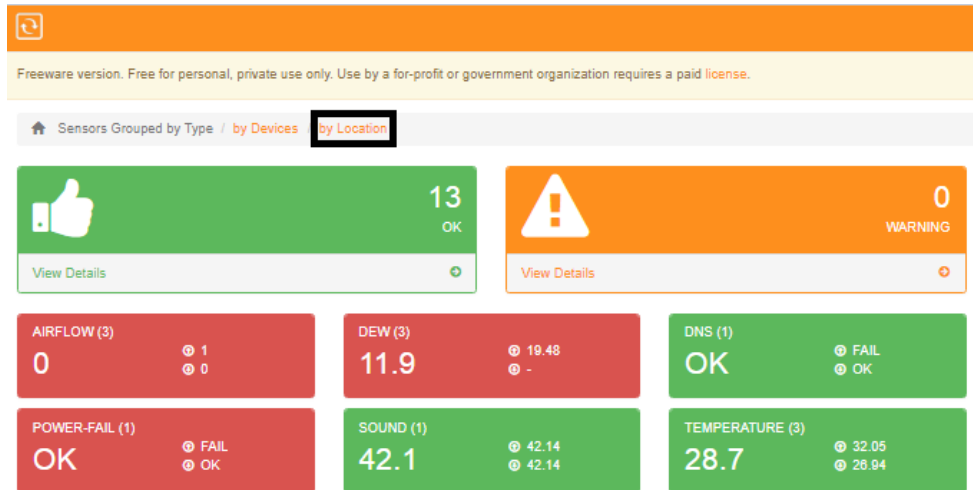 Freeware version. Free for personal, private use only. Use by a for-profit or government organization requires a paid license.
Sensors Grouped by Type / by Devices / by Location
13
OK
View Details
0
WARNING
View Details
AIRFLOW (3)
0
1
0
DEW (3)
11.9
19.48
-
DNS (1)
OK
FAIL
OK
POWER-FAIL (1)
OK
FAIL
OK
SOUND (1)
42.1
42.14
42.14
TEMPERATURE (3)
28.7
32.05
26.94